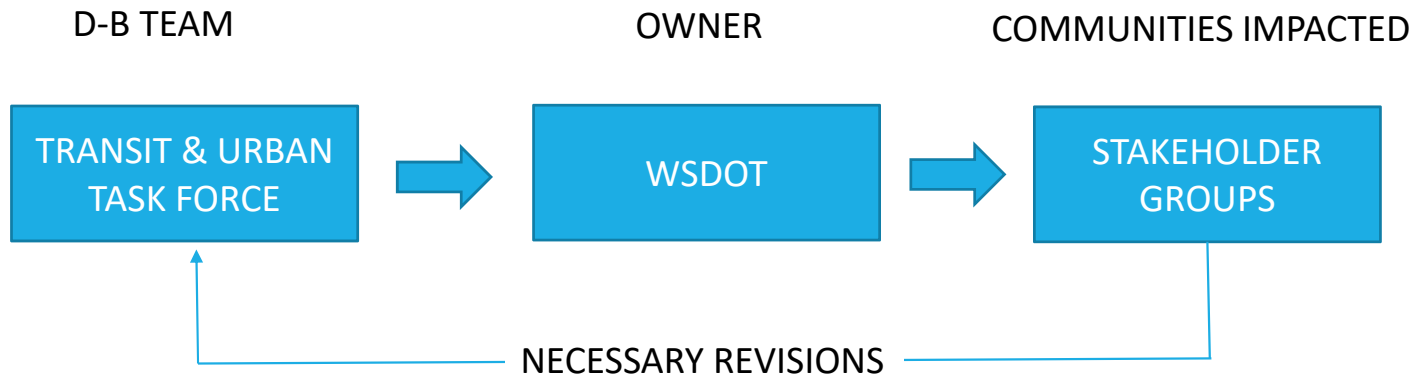 D-B TEAM
OWNER
COMMUNITIES IMPACTED
TRANSIT & URBAN
TASK FORCE
WSDOT
STAKEHOLDER
GROUPS
NECESSARY REVISIONS